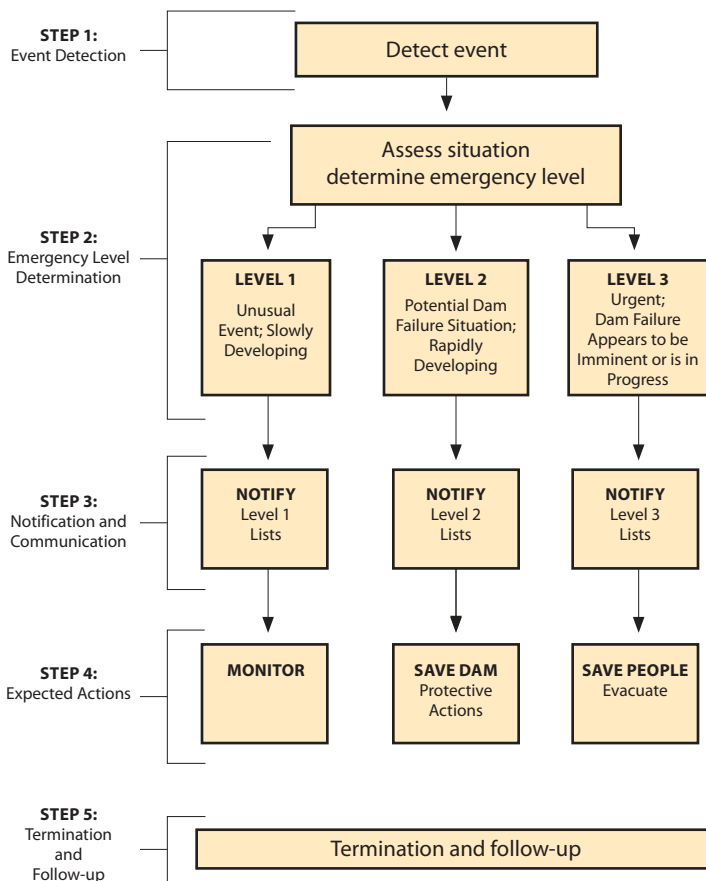 STEP 1:
Event Detection
Detect event
Assess situation
determine emergency level
STEP 2:
Emergency Level
Determination
LEVEL 1
Unusual
Event; Slowly
Developing
LEVEL 2
Potential Dam
Failure Situation;
Rapidly
Developing
LEVEL 3
Urgent;
Dam Failure
Appears to be
Imminent or is in
Progress
STEP 3:
Notification and
Communication
NOTIFY
Level 1
Lists
NOTIFY
Level 2
Lists
NOTIFY
Level 3
Lists
STEP 4:
Expected Actions
MONITOR
SAVE DAM
Protective
Actions
SAVE PEOPLE
Evacuate
STEP 5:
Termination
and
Follow-up
Termination and follow-up